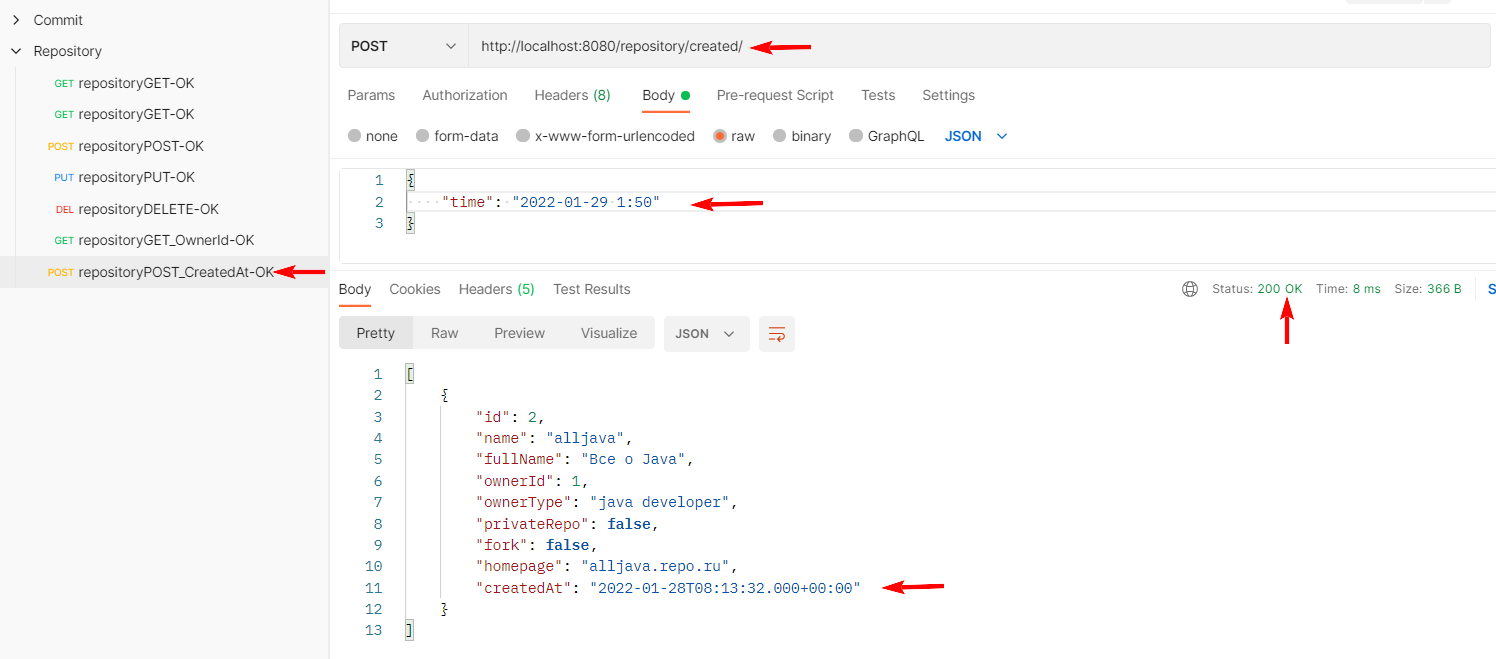 Commit
Repository
GET repositoryGET-OK
GET repositoryGET-OK
POST repositoryPOST-OK
PUT repositoryPUT-OK
DEL repositoryDELETE-OK
GET repositoryGET_OwnerId-OK
POST repositoryPOST_CreatedAt-OK
POST http://localhost:8080/repository/created/
Params Authorization Headers (8) Body Pre-request Script Tests Settings
none form-data x-www-form-urlencoded raw binary GraphQL JSON
1 {
2 ····"time":·"2022-01-29·1:50"
3 }
Body Cookies Headers (5) Test Results Status: 200 OK Time: 8 ms Size: 366 B S
Pretty Raw Preview Visualize JSON
1 [
2 {
3 "id": 2,
4 "name": "alljava",
5 "fullName": "Все о Java",
6 "ownerId": 1,
7 "ownerType": "java developer",
8 "privateRepo": false,
9 "fork": false,
10 "homepage": "alljava.repo.ru",
11 "createdAt": "2022-01-28T08:13:32.000+00:00"
12 }
13 ]